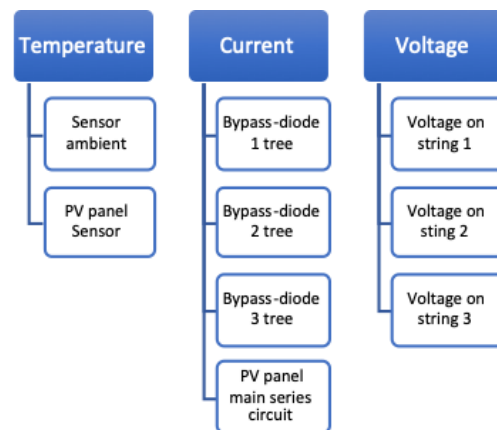 Temperature
Sensor
ambient
PV panel
Sensor
Current
Bypass-diode
1 tree
Bypass-diode
2 tree
Bypass-diode
3 tree
PV panel
main series
circuit
Voltage
Voltage on
string 1
Voltage on
sting 2
Voltage on
string 3